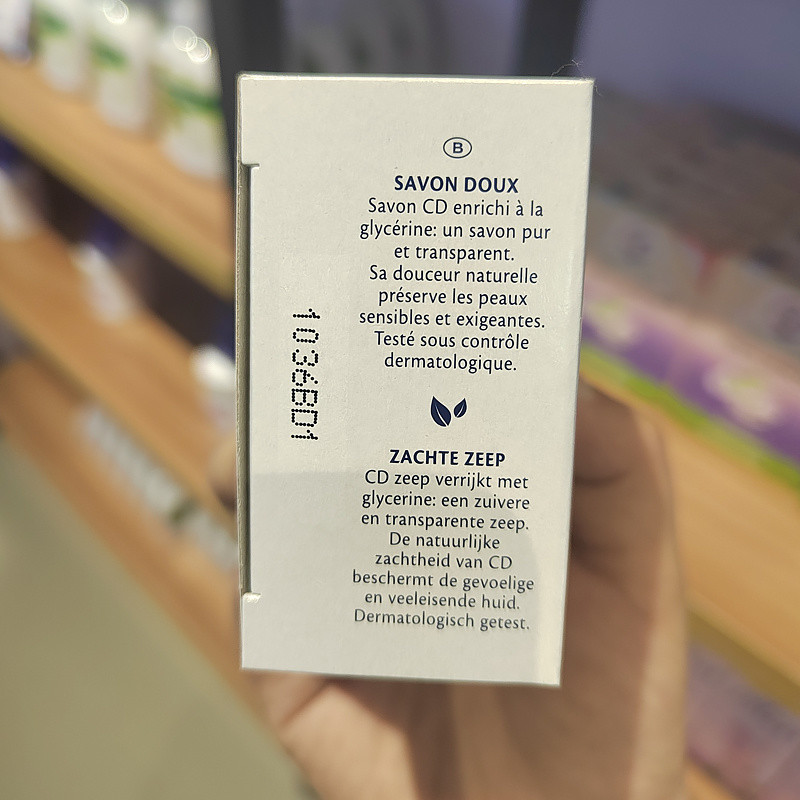 B
SAVON DOUX
Savon CD enrichi à la
glycérine: un savon pur
et transparent.
Sa douceur naturelle
préserve les peaux
sensibles et exigeantes.
Testé sous contrôle
dermatologique.
ZACHTE ZEEP
CD zeep verrijkt met
glycerine: een zuivere
en transparente zeep.
De natuurlijke
zachtheid van CD
beschermt de gevoelige
en veeleisende huid.
Dermatologisch getest.
1036B01